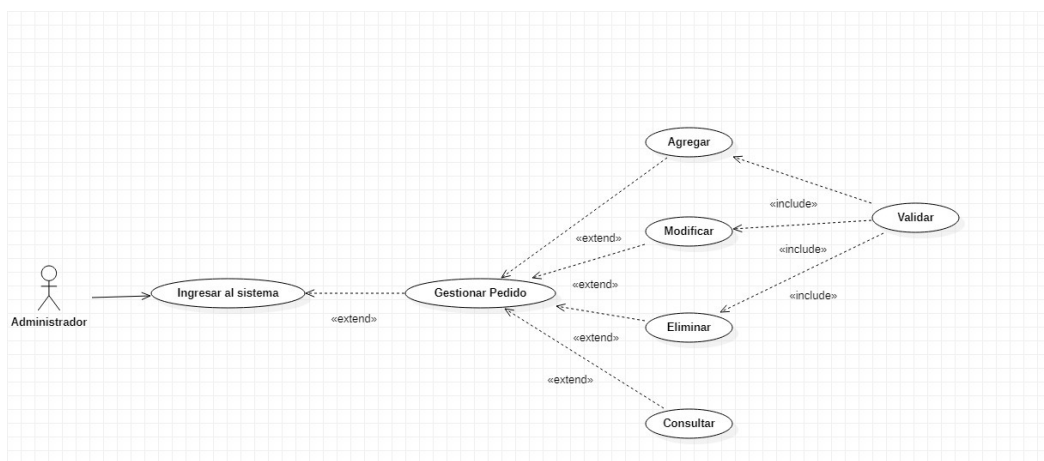 Agregar
«include»
Validar
Modificar
«extend»
«include»
«extend»
Ingresar al sistema
Gestionar Pedido
«include»
Administrador
«extend»
Eliminar
«extend»
«extend»
Consultar